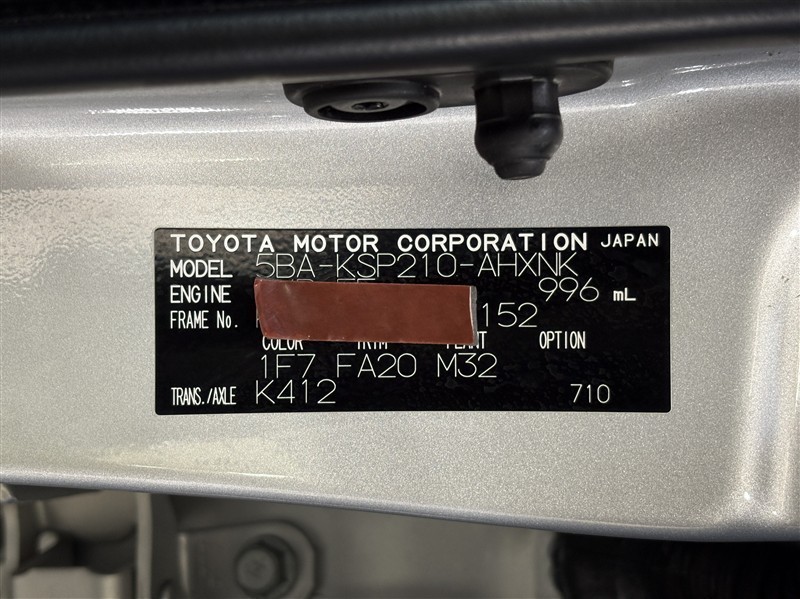 TOYOTA MOTOR CORPORATION JAPAN
MODEL 5BA-KSP210-AHXNK
ENGINE 996 mL
FRAME No. 152
COLOR TRIM PLANT OPTION
1F7 FA20 M32
TRANS./AXLE K412 710